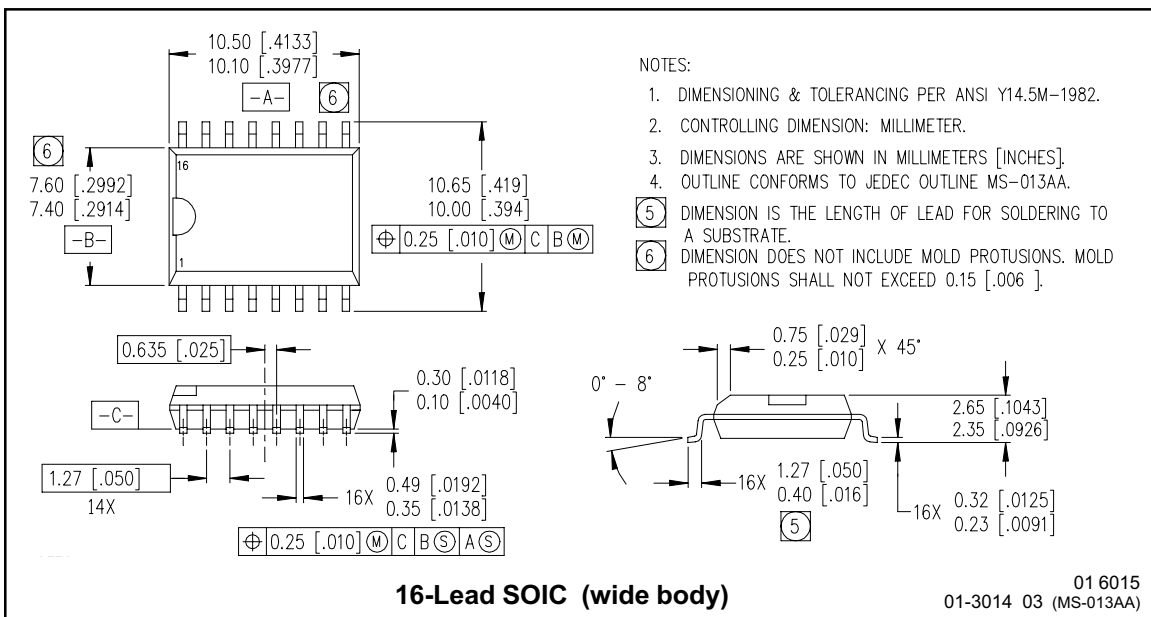 10.50 [.4133]
10.10 [.3977]
-A-
6
6
7.60 [.2992]
7.40 [.2914]
-B-
16
1
10.65 [.419]
10.00 [.394]
⌖ 0.25 [.010] Ⓜ C B Ⓜ
NOTES:
1. DIMENSIONING & TOLERANCING PER ANSI Y14.5M-1982.
2. CONTROLLING DIMENSION: MILLIMETER.
3. DIMENSIONS ARE SHOWN IN MILLIMETERS [INCHES].
4. OUTLINE CONFORMS TO JEDEC OUTLINE MS-013AA.
5 DIMENSION IS THE LENGTH OF LEAD FOR SOLDERING TO
A SUBSTRATE.
6 DIMENSION DOES NOT INCLUDE MOLD PROTUSIONS. MOLD
PROTUSIONS SHALL NOT EXCEED 0.15 [.006 ].
0.635 [.025]
-C-
0.30 [.0118]
0.10 [.0040]
1.27 [.050]
14X
16X 0.49 [.0192]
0.35 [.0138]
⌖ 0.25 [.010] Ⓜ C B Ⓢ A Ⓢ
0° - 8°
0.75 [.029]
0.25 [.010] X 45°
2.65 [.1043]
2.35 [.0926]
16X 1.27 [.050]
0.40 [.016]
5
16X 0.32 [.0125]
0.23 [.0091]
16-Lead SOIC (wide body)
01 6015
01-3014 03 (MS-013AA)